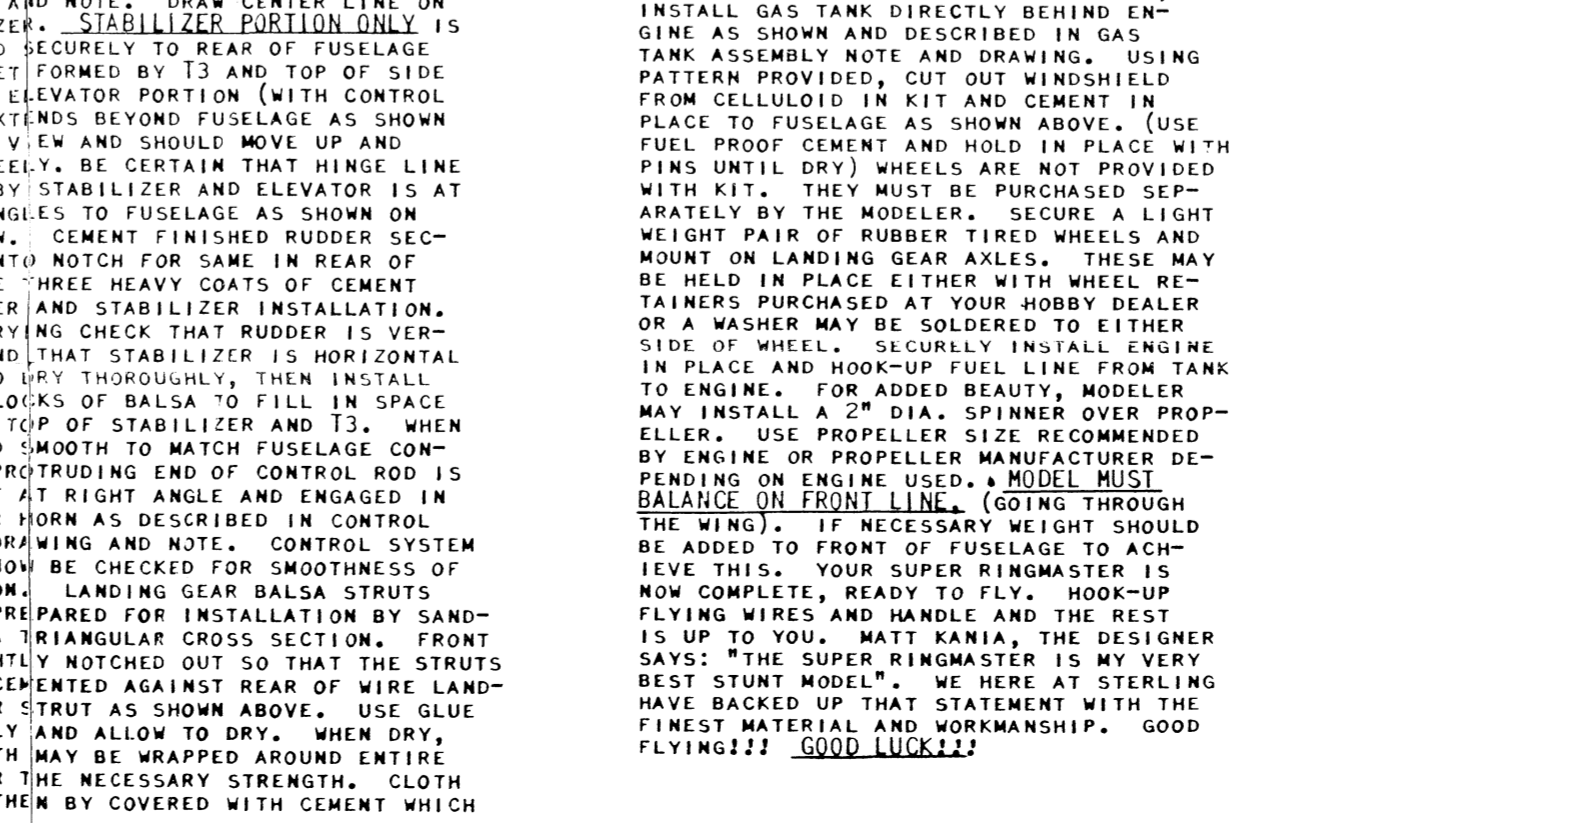 AND NOTE. DRAW CENTER LINE ON
STABILIZER PORTION ONLY IS
SECURELY TO REAR OF FUSELAGE
FORMED BY T3 AND TOP OF SIDE
ELEVATOR PORTION (WITH CONTROL
BEYOND FUSELAGE AS SHOWN
AND SHOULD MOVE UP AND
BE CERTAIN THAT HINGE LINE
STABILIZER AND ELEVATOR IS AT
TO FUSELAGE AS SHOWN ON
CEMENT FINISHED RUDDER SEC-
NOTCH FOR SAME IN REAR OF
THREE HEAVY COATS OF CEMENT
AND STABILIZER INSTALLATION.
CHECK THAT RUDDER IS VER-
THAT STABILIZER IS HORIZONTAL
DRY THOROUGHLY, THEN INSTALL
OF BALSA TO FILL IN SPACE
TOP OF STABILIZER AND T3. WHEN
SMOOTH TO MATCH FUSELAGE CON-
END OF CONTROL ROD IS
AT RIGHT ANGLE AND ENGAGED IN
HORN AS DESCRIBED IN CONTROL
AND NOTE. CONTROL SYSTEM
BE CHECKED FOR SMOOTHNESS OF
LANDING GEAR BALSA STRUTS
FOR INSTALLATION BY SAND-
TRIANGULAR CROSS SECTION. FRONT
NOTCHED OUT SO THAT THE STRUTS
AGAINST REAR OF WIRE LAND-
STRUT AS SHOWN ABOVE. USE GLUE
AND ALLOW TO DRY. WHEN DRY,
MAY BE WRAPPED AROUND ENTIRE
THE NECESSARY STRENGTH. CLOTH
BY COVERED WITH CEMENT WHICH
INSTALL GAS TANK DIRECTLY BEHIND EN-
GINE AS SHOWN AND DESCRIBED IN GAS
TANK ASSEMBLY NOTE AND DRAWING. USING
PATTERN PROVIDED, CUT OUT WINDSHIELD
FROM CELLULOID IN KIT AND CEMENT IN
PLACE TO FUSELAGE AS SHOWN ABOVE. (USE
FUEL PROOF CEMENT AND HOLD IN PLACE WITH
PINS UNTIL DRY) WHEELS ARE NOT PROVIDED
WITH KIT. THEY MUST BE PURCHASED SEP-
ARATELY BY THE MODELER. SECURE A LIGHT
WEIGHT PAIR OF RUBBER TIRED WHEELS AND
MOUNT ON LANDING GEAR AXLES. THESE MAY
BE HELD IN PLACE EITHER WITH WHEEL RE-
TAINERS PURCHASED AT YOUR HOBBY DEALER
OR A WASHER MAY BE SOLDERED TO EITHER
SIDE OF WHEEL. SECURELY INSTALL ENGINE
IN PLACE AND HOOK-UP FUEL LINE FROM TANK
TO ENGINE. FOR ADDED BEAUTY, MODELER
MAY INSTALL A 2" DIA. SPINNER OVER PROP-
ELLER. USE PROPELLER SIZE RECOMMENDED
BY ENGINE OR PROPELLER MANUFACTURER DE-
PENDING ON ENGINE USED. MODEL MUST
BALANCE ON FRONT LINE. (GOING THROUGH
THE WING). IF NECESSARY WEIGHT SHOULD
BE ADDED TO FRONT OF FUSELAGE TO ACH-
IEVE THIS. YOUR SUPER RINGMASTER IS
NOW COMPLETE, READY TO FLY. HOOK-UP
FLYING WIRES AND HANDLE AND THE REST
IS UP TO YOU. MATT KANIA, THE DESIGNER
SAYS: "THE SUPER RINGMASTER IS MY VERY
BEST STUNT MODEL". WE HERE AT STERLING
HAVE BACKED UP THAT STATEMENT WITH THE
FINEST MATERIAL AND WORKMANSHIP. GOOD
FLYING!!! GOOD LUCK!!!